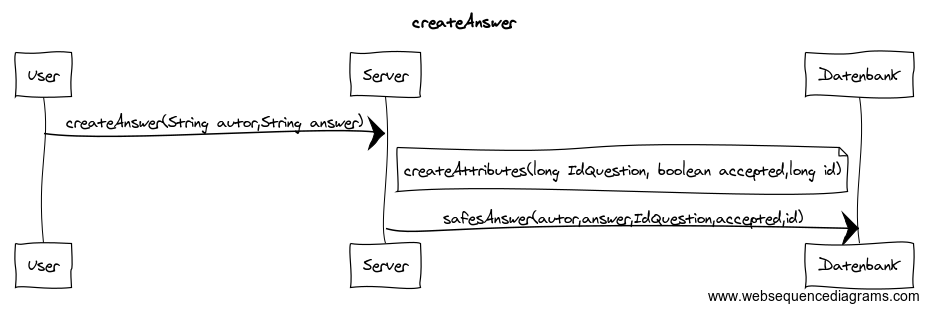 createAnswer
User
Server
Datenbank
createAnswer(String autor,String answer)
createAttributes(long IdQuestion, boolean accepted,long id)
safesAnswer(autor,answer,IdQuestion,accepted,id)
User
Server
Datenbank
www.websequencediagrams.com